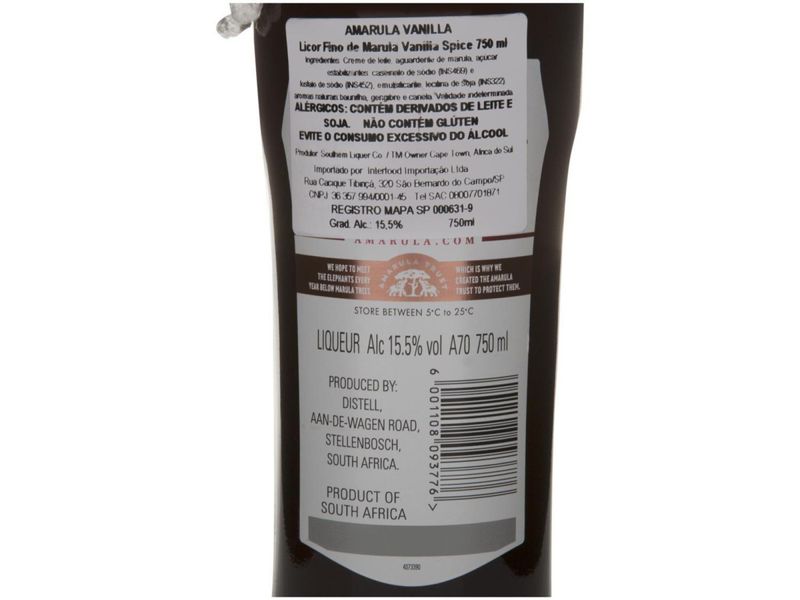 AMARULA VANILLA
Licor Fino de Marula Vanilla Spice 750 ml
Ingredientes: Creme de leite, aguardente de marula, açucar
estabilizantes caseinato de sódio (INS469) e
fosfato de sódio (INS452), emulsificante, lecitina de Soja (INS322),
aromas naturais baunilha, gengibre e canela. Validade indeterminada
ALÉRGICOS: CONTÉM DERIVADOS DE LEITE E
SOJA. NÃO CONTÉM GLÚTEN
EVITE O CONSUMO EXCESSIVO DO ÁLCOOL
Produtor Southern Liquer Co / TM Owner Cape Town, Africa de Sul
Importado por Interfood Importação Ltda
Rua Cacique Tibiriçá, 320 São Bernardo do Campo/SP
CNPJ 36 357 994/0001-45 Tel SAC 08007701871
REGISTRO MAPA SP 000631-9
Grad. Alc.: 15,5% 750ml
AMARULA.COM
WE HOPE TO MEET
THE ELEPHANTS EVERY
YEAR BELOW MARULA TREES
AMARULA TRUST
WHICH IS WHY WE
CREATED THE AMARULA
TRUST TO PROTECT THEM.
STORE BETWEEN 5°C to 25°C
LIQUEUR Alc 15.5% vol A70 750 ml
PRODUCED BY:
DISTELL,
AAN-DE-WAGEN ROAD,
STELLENBOSCH,
SOUTH AFRICA.
PRODUCT OF
SOUTH AFRICA
6 001108 093776 >
4073390